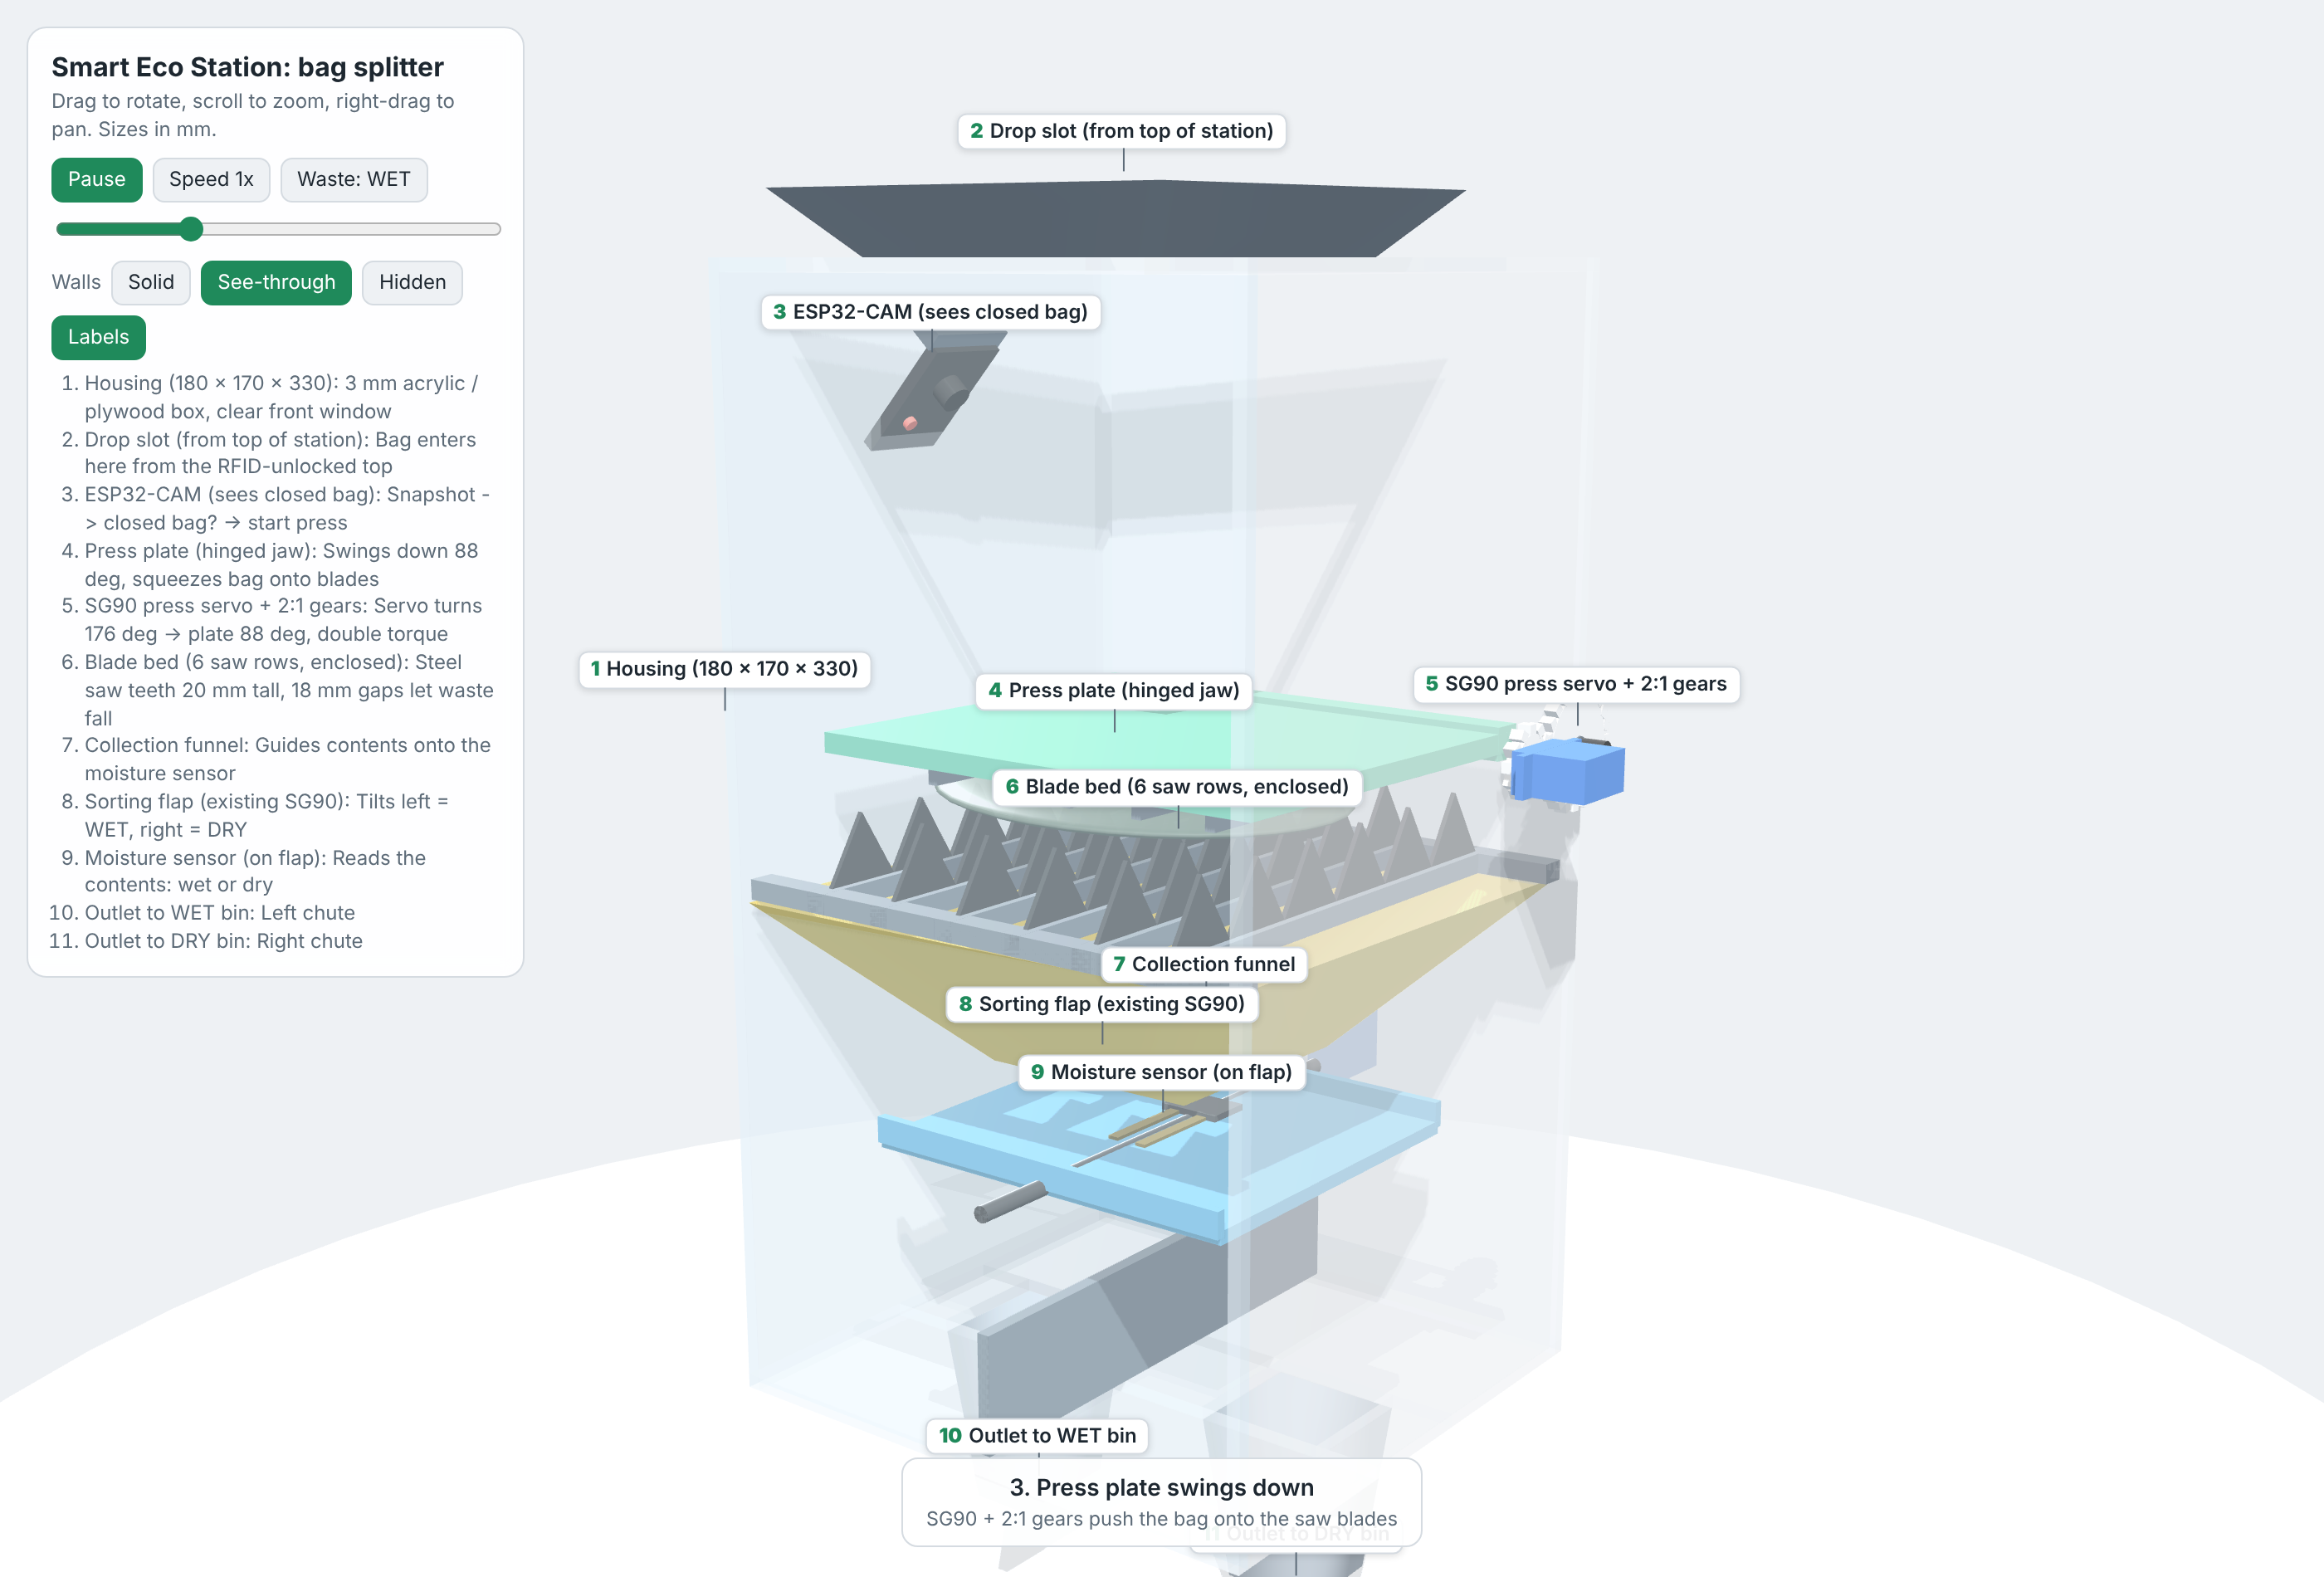 Smart Eco Station: bag splitter
Drag to rotate, scroll to zoom, right-drag to
pan. Sizes in mm.
Pause
Speed 1x
Waste: WET
Walls
Solid
See-through
Hidden
Labels
1. Housing (180 × 170 × 330): 3 mm acrylic /
plywood box, clear front window
2. Drop slot (from top of station): Bag enters
here from the RFID-unlocked top
3. ESP32-CAM (sees closed bag): Snapshot -
> closed bag? → start press
4. Press plate (hinged jaw): Swings down 88
deg, squeezes bag onto blades
5. SG90 press servo + 2:1 gears: Servo turns
176 deg → plate 88 deg, double torque
6. Blade bed (6 saw rows, enclosed): Steel
saw teeth 20 mm tall, 18 mm gaps let waste
fall
7. Collection funnel: Guides contents onto the
moisture sensor
8. Sorting flap (existing SG90): Tilts left =
WET, right = DRY
9. Moisture sensor (on flap): Reads the
contents: wet or dry
10. Outlet to WET bin: Left chute
11. Outlet to DRY bin: Right chute
2 Drop slot (from top of station)
3 ESP32-CAM (sees closed bag)
1 Housing (180 × 170 × 330)
4 Press plate (hinged jaw)
5 SG90 press servo + 2:1 gears
6 Blade bed (6 saw rows, enclosed)
7 Collection funnel
8 Sorting flap (existing SG90)
9 Moisture sensor (on flap)
10 Outlet to WET bin
3. Press plate swings down
SG90 + 2:1 gears push the bag onto the saw blades
11 Outlet to DRY bin